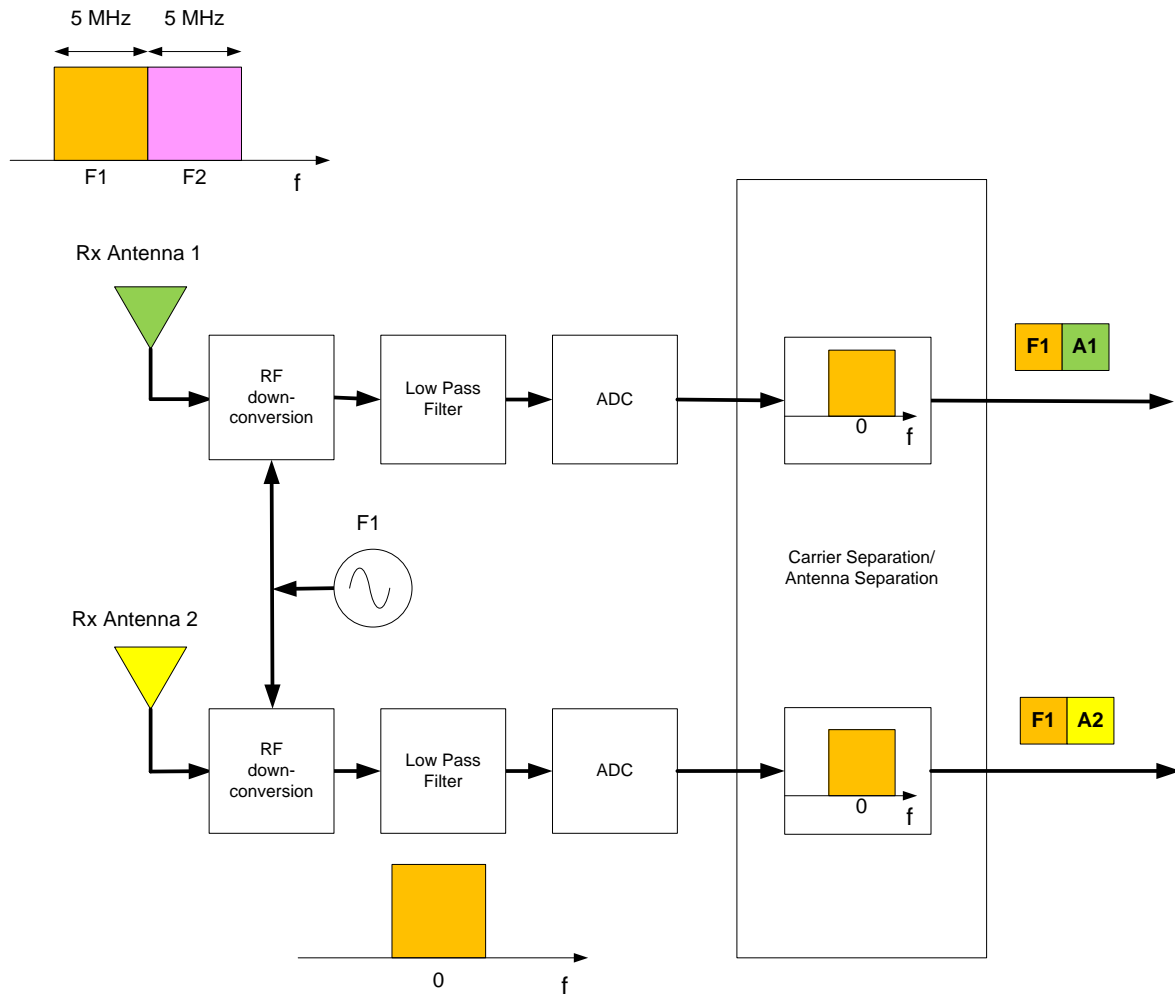 5 MHz 5 MHz
F1 F2 f
Rx Antenna 1
RF
down-
conversion
Low Pass
Filter
ADC
0
f
F1 A1
F1
Carrier Separation/
Antenna Separation
Rx Antenna 2
RF
down-
conversion
Low Pass
Filter
ADC
0
f
F1 A2
0 f